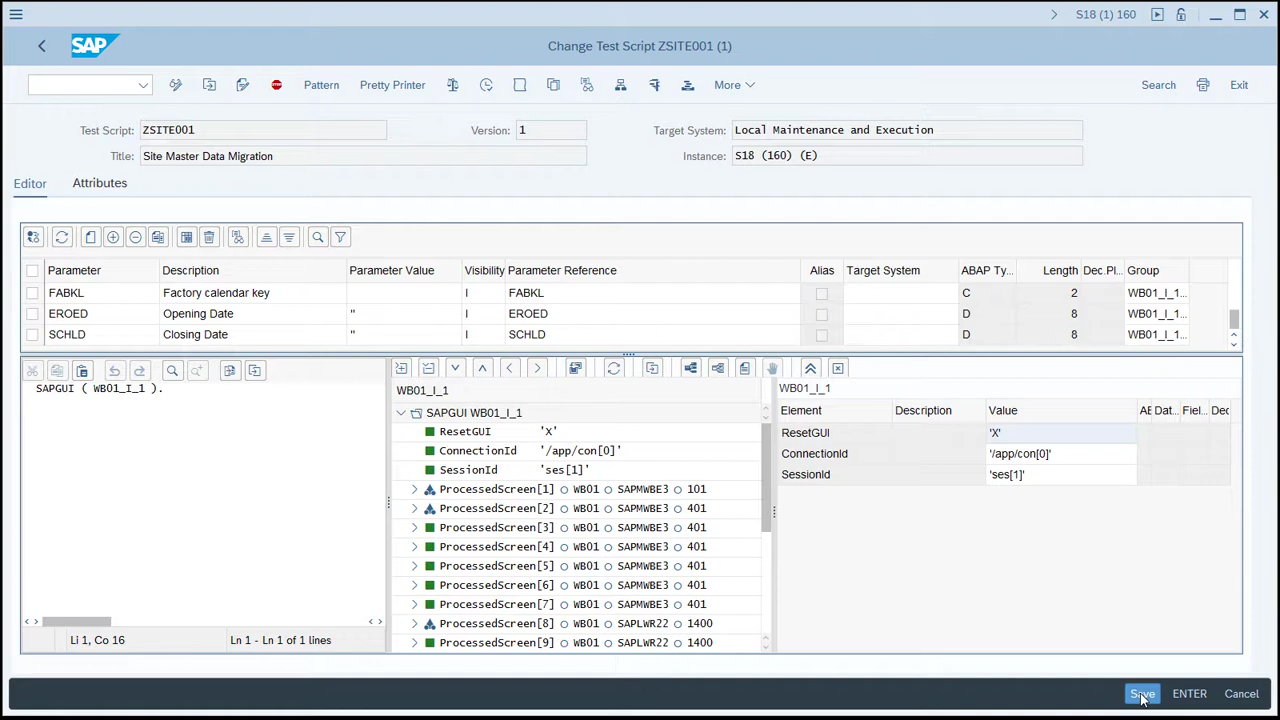 S18 (1) 160
SAP
Change Test Script ZSITE001 (1)
STOP
Pattern
Pretty Printer
More
Search
Exit
Test Script: ZSITE001
Version: 1
Target System: Local Maintenance and Execution
Title: Site Master Data Migration
Instance: S18 (160) (E)
Editor
Attributes
Parameter Description Parameter Value Visibility Parameter Reference Alias Target System ABAP Ty... Length Dec.Pl... Group
FABKL Factory calendar key I FABKL C 2 WB01_I_1...
EROED Opening Date '' I EROED D 8 WB01_I_1...
SCHLD Closing Date '' I SCHLD D 8 WB01_I_1...
SAPGUI ( WB01_I_1 ).
Li 1, Co 16
Ln 1 - Ln 1 of 1 lines
WB01_I_1
SAPGUI WB01_I_1
ResetGUI 'X'
ConnectionId '/app/con[0]'
SessionId 'ses[1]'
ProcessedScreen[1] WB01 SAPMWBE3 101
ProcessedScreen[2] WB01 SAPMWBE3 401
ProcessedScreen[3] WB01 SAPMWBE3 401
ProcessedScreen[4] WB01 SAPMWBE3 401
ProcessedScreen[5] WB01 SAPMWBE3 401
ProcessedScreen[6] WB01 SAPMWBE3 401
ProcessedScreen[7] WB01 SAPMWBE3 401
ProcessedScreen[8] WB01 SAPLWR22 1400
ProcessedScreen[9] WB01 SAPLWR22 1400
WB01_I_1
Element Description Value AE Dat... Fiel... Dec
ResetGUI 'X'
ConnectionId '/app/con[0]'
SessionId 'ses[1]'
Save
ENTER
Cancel